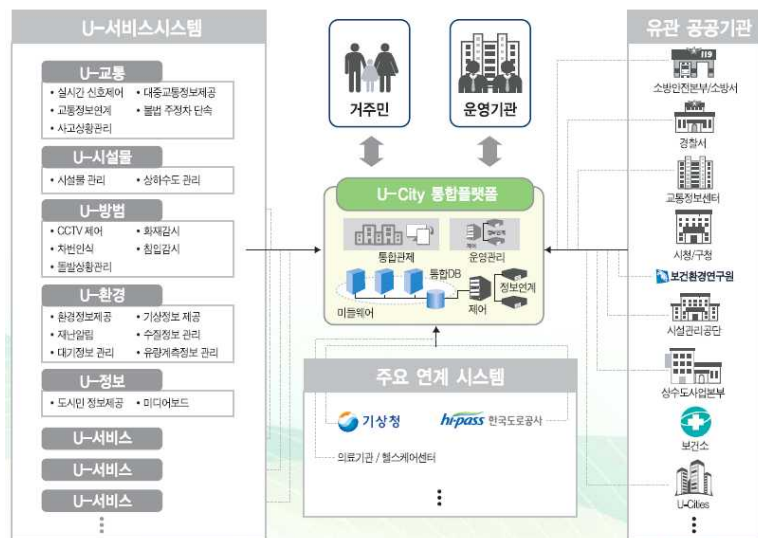 U-서비스시스템
U-교통
• 실시간 신호제어 • 대중교통정보제공
• 교통정보연계 • 불법 주정차 단속
• 사고상황관리
U-시설물
• 시설물 관리 • 상하수도 관리
U-방범
• CCTV 제어 • 화재감시
• 차번인식 • 침입감시
• 돌발상황관리
U-환경
• 환경정보제공 • 기상정보 제공
• 재난알림 • 수질정보 관리
• 대기정보 관리 • 유량계측정보 관리
U-정보
• 도시민 정보제공 • 미디어보드
U-서비스
U-서비스
U-서비스
거주민
운영기관
U-City 통합플랫폼
통합관제
제어
정보연계
운영관리
통합DB
미들웨어
제어
정보연계
주요 연계 시스템
기상청
hi-pass 한국도로공사
의료기관 / 헬스케어센터
유관 공공기관
119
소방안전본부/소방서
경찰서
교통정보센터
시청/구청
보건환경연구원
시설관리공단
상수도사업본부
보건소
U-Cities